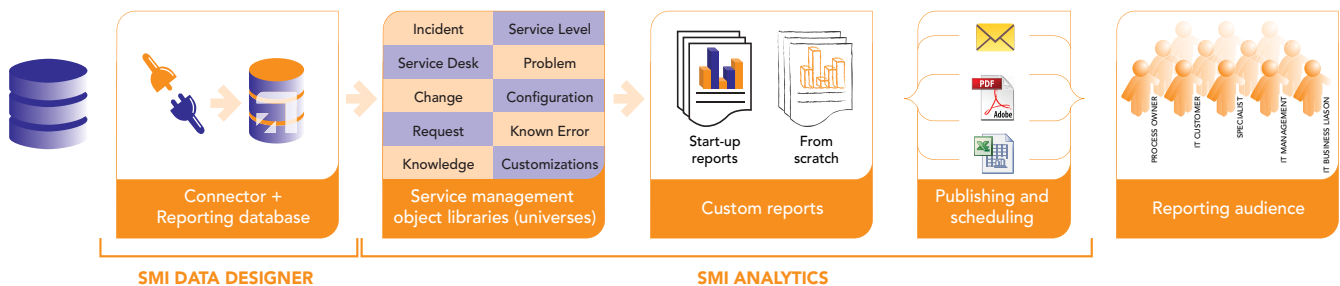 Incident
Service Level
Service Desk
Problem
Change
Configuration
Request
Known Error
Knowledge
Customizations
Start-up
reports
From
scratch
PDF
Adobe
PROCESS OWNER
IT CUSTOMER
SPECIALIST
IT MANAGEMENT
IT BUSINESS LIASON
Connector +
Reporting database
Service management
object libraries (universes)
Custom reports
Publishing and
scheduling
Reporting audience
SMI DATA DESIGNER
SMI ANALYTICS